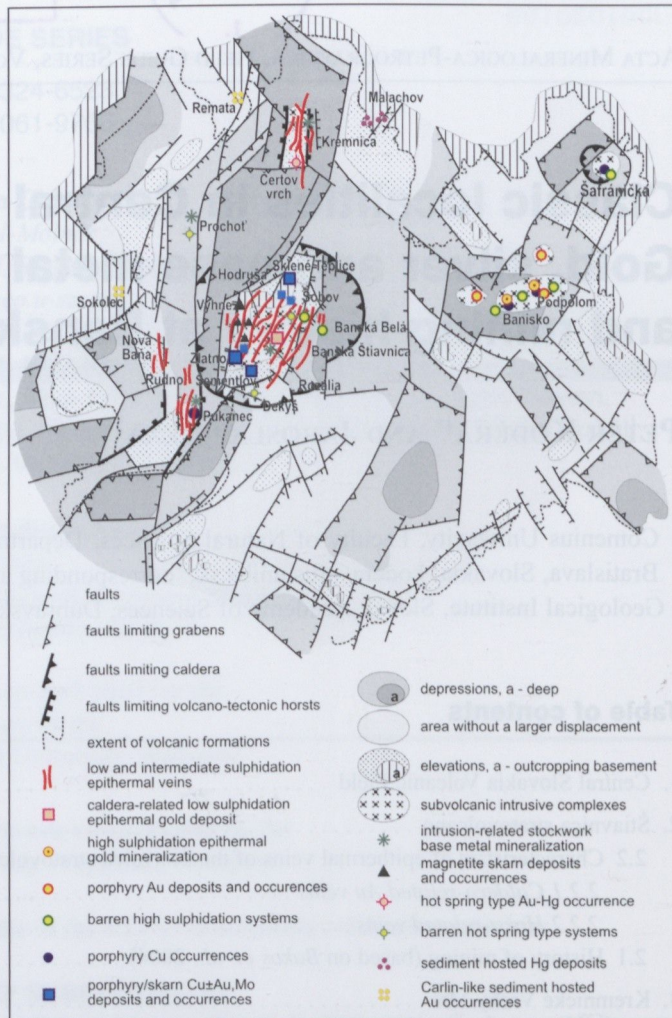 Remata
Malachov
Kremnica
Čertov
vrch
Šafárička
Prochoť
Hodruša
Sklené Teplice
Sokolec
Vyhne
Šobov
Podpolom
Banisko
Banská Belá
Nová
Baňa
Zlatno
Banská Štiavnica
Rudno
Sementlov
Rozália
Dekýš
Pukanec
faults
faults limiting grabens
faults limiting caldera
faults limiting volcano-tectonic horsts
extent of volcanic formations
low and intermediate sulphidation
epithermal veins
caldera-related low sulphidation
epithermal gold deposit
high sulphidation epithermal
gold mineralization
porphyry Au deposits and occurences
barren high sulphidation systems
porphyry Cu occurrences
porphyry/skarn Cu±Au,Mo
deposits and occurrences
a
depressions, a - deep
area without a larger displacement
a
elevations, a - outcropping basement
subvolcanic intrusive complexes
intrusion-related stockwork
base metal mineralization
magnetite skarn deposits
and occurrences
hot spring type Au-Hg occurrence
barren hot spring type systems
sediment hosted Hg deposits
Carlin-like sediment hosted
Au occurrences